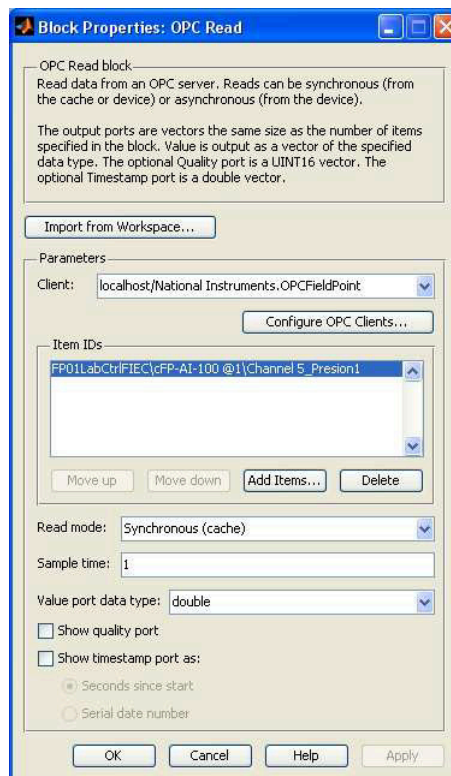 Block Properties: OPC Read
OPC Read block
Read data from an OPC server. Reads can be synchronous (from
the cache or device) or asynchronous (from the device).
The output ports are vectors the same size as the number of items
specified in the block. Value is output as a vector of the specified
data type. The optional Quality port is a UINT16 vector. The
optional Timestamp port is a double vector.
Import from Workspace...
Parameters
Client: localhost/National Instruments.OPCFieldPoint
Configure OPC Clients...
Item IDs
FP01LabCtrlFIEC\cFP-AI-100 @1\Channel 5_Presion1
Move up Move down Add Items... Delete
Read mode: Synchronous (cache)
Sample time: 1
Value port data type: double
Show quality port
Show timestamp port as:
Seconds since start
Serial date number
OK Cancel Help Apply